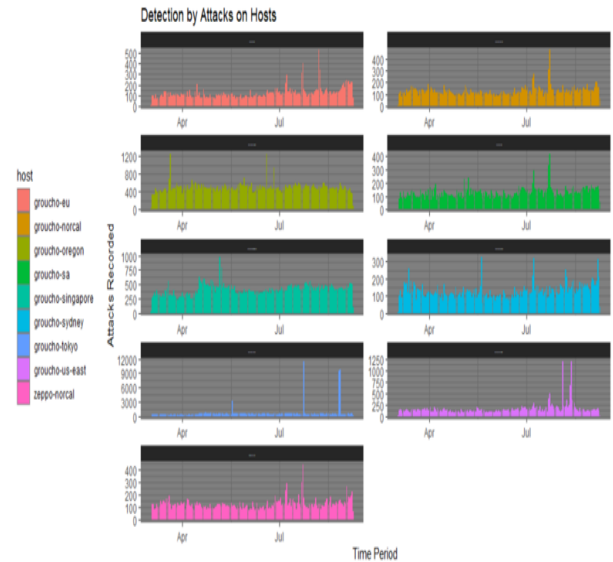 Detection by Attacks on Hosts
host
groucho-eu
groucho-norcal
groucho-oregon
groucho-sa
groucho-singapore
groucho-sydney
groucho-tokyo
groucho-us-east
zeppo-norcal
Attacks Recorded
500
400
300
200
100
0
Apr
Jul
400
300
200
100
0
Apr
Jul
1200
800
400
0
Apr
Jul
400
300
200
100
0
Apr
Jul
1000
750
500
250
0
Apr
Jul
300
200
100
0
Apr
Jul
12000
9000
6000
3000
0
Apr
Jul
1250
1000
750
500
250
0
Apr
Jul
400
300
200
100
0
Apr
Jul
Time Period